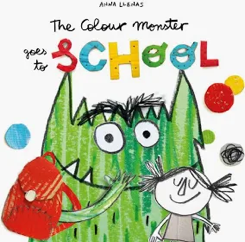 ANNA LLENAS
The Colour Monster
goes to SCHOOL